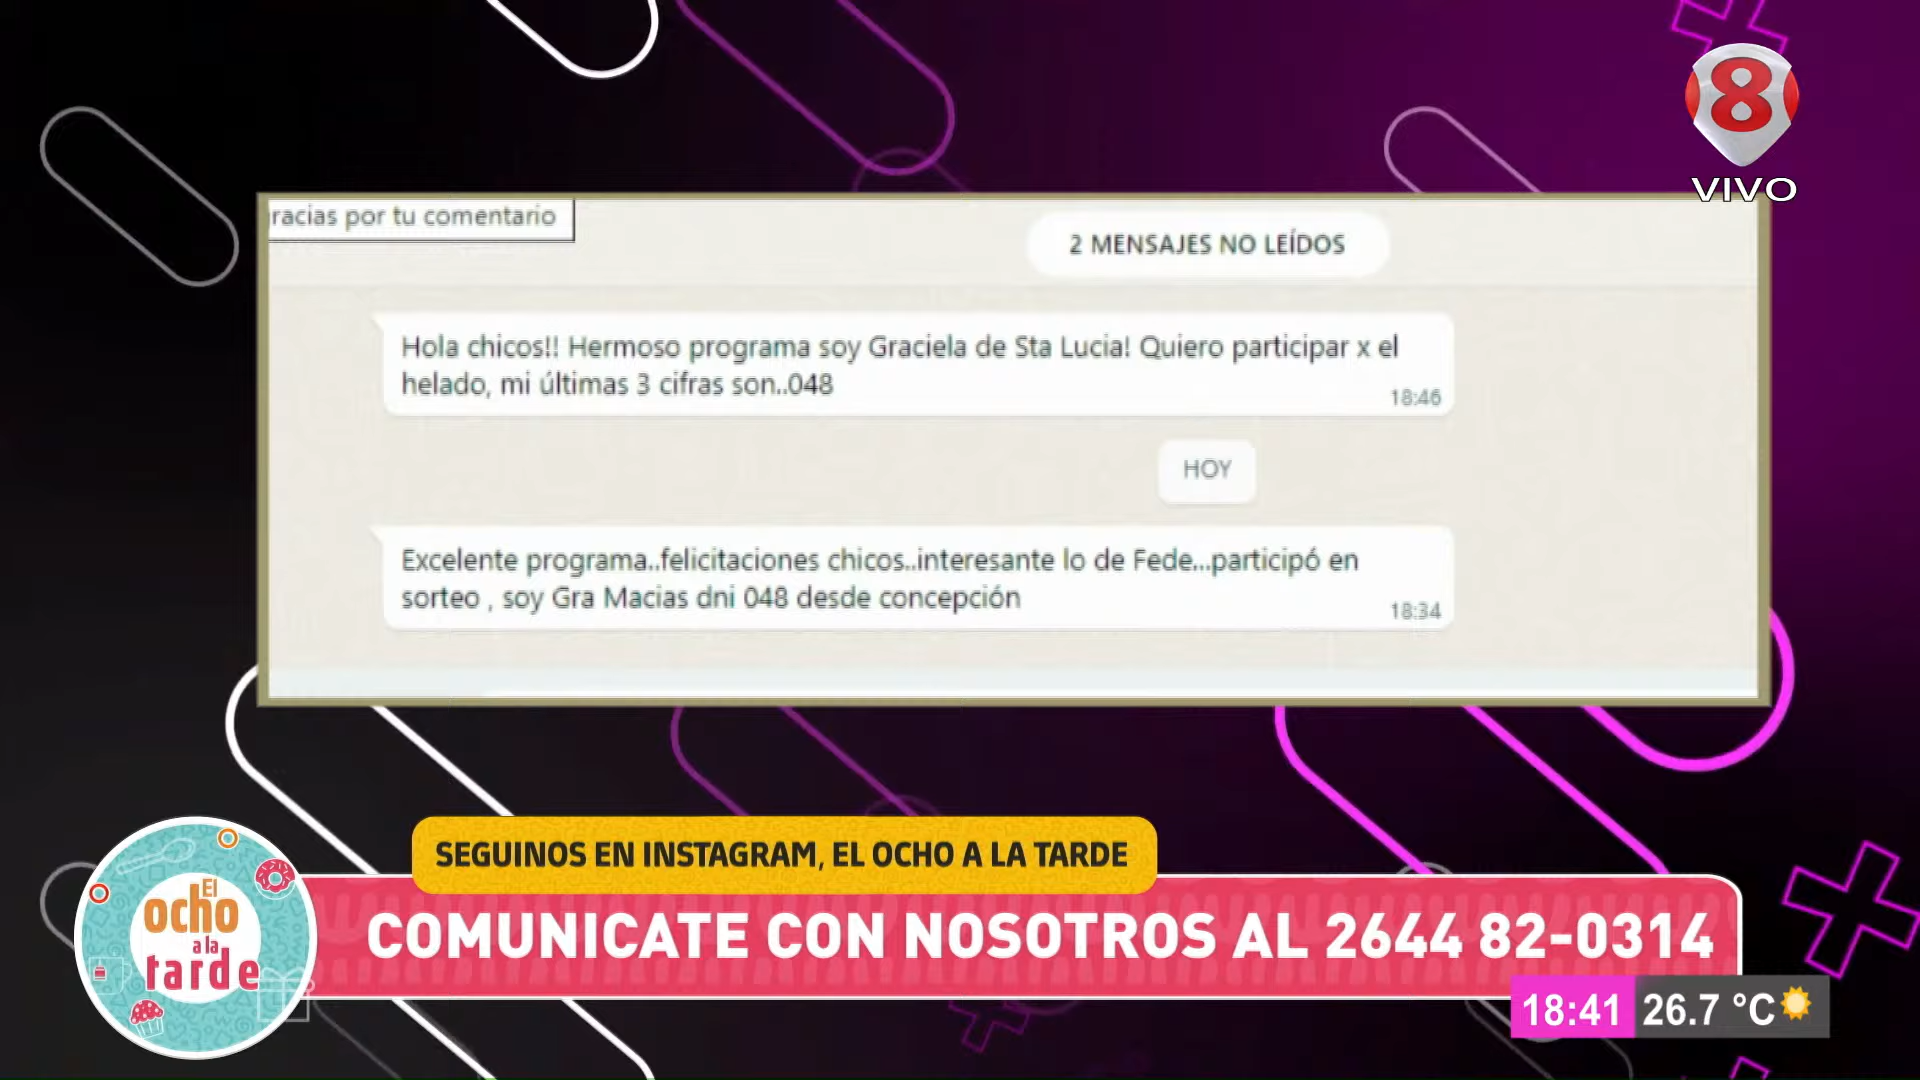 8
VIVO
racias por tu comentario
2 MENSAJES NO LEÍDOS
Hola chicos!! Hermoso programa soy Graciela de Sta Lucia! Quiero participar x el
helado, mi últimas 3 cifras son..048
18:46
HOY
Excelente programa..felicitaciones chicos..interesante lo de Fede...participó en
sorteo , soy Gra Macias dni 048 desde concepción
18:34
SEGUINOS EN INSTAGRAM, EL OCHO A LA TARDE
El
ocho
a la
tarde
COMUNICATE CON NOSOTROS AL 2644 82-0314
18:41 26.7 °C